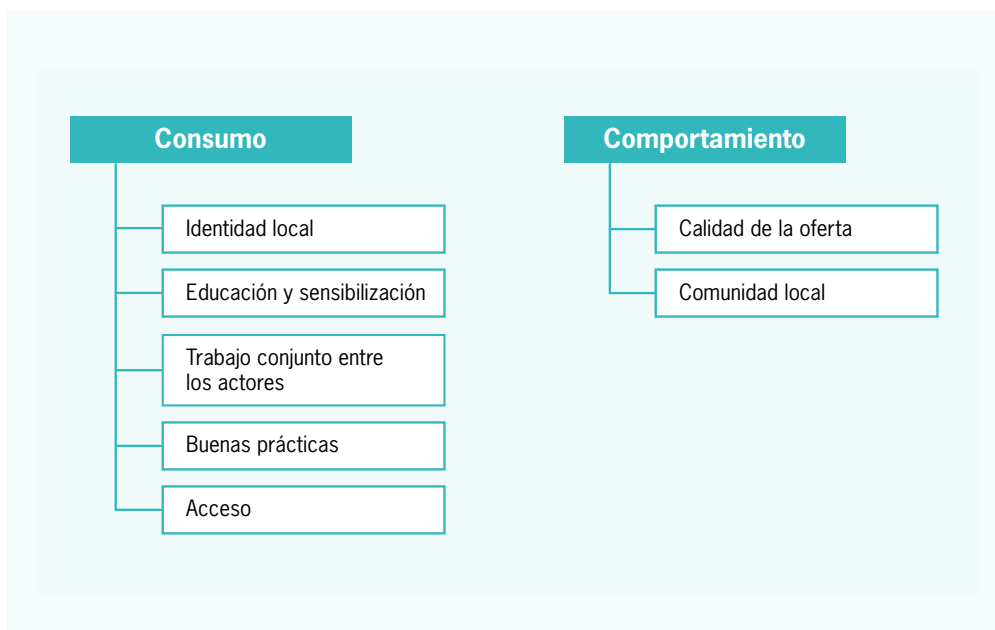 Consumo
Identidad local
Educación y sensibilización
Trabajo conjunto entre
los actores
Buenas prácticas
Acceso
Comportamiento
Calidad de la oferta
Comunidad local